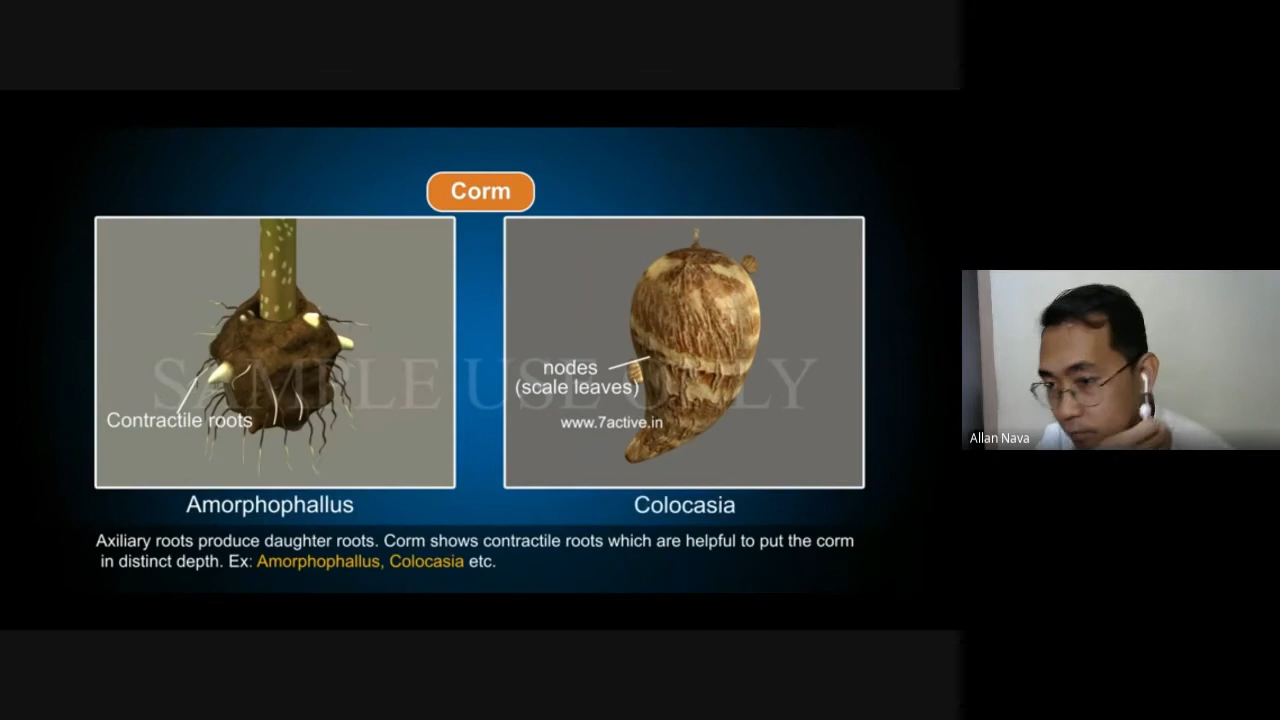 Corm
SAMPLE USE ONLY
Contractile roots
nodes
(scale leaves)
www.7active.in
Amorphophallus
Colocasia
Axiliary roots produce daughter roots. Corm shows contractile roots which are helpful to put the corm
in distinct depth. Ex: Amorphophallus, Colocasia etc.
Allan Nava